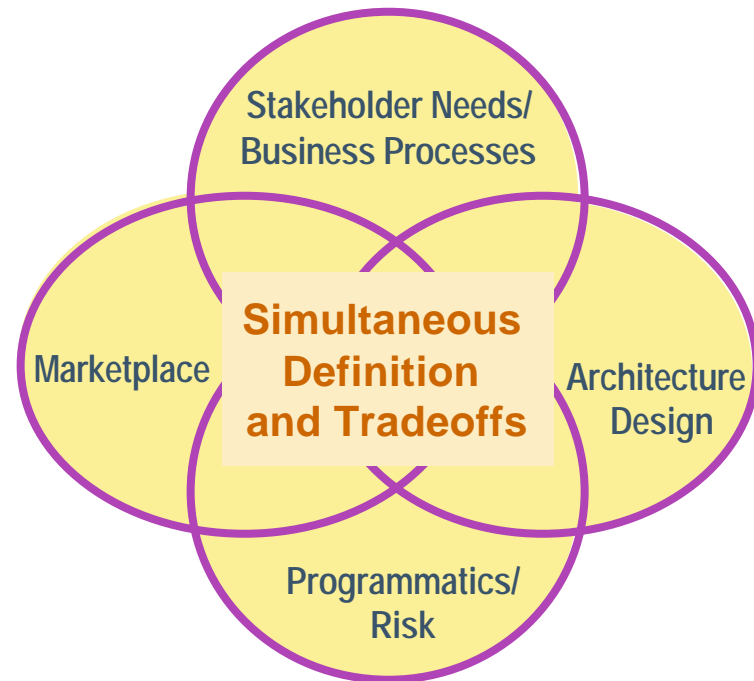 Stakeholder Needs/
Business Processes
Marketplace
Simultaneous
Definition
and Tradeoffs
Architecture
Design
Programmatics/
Risk